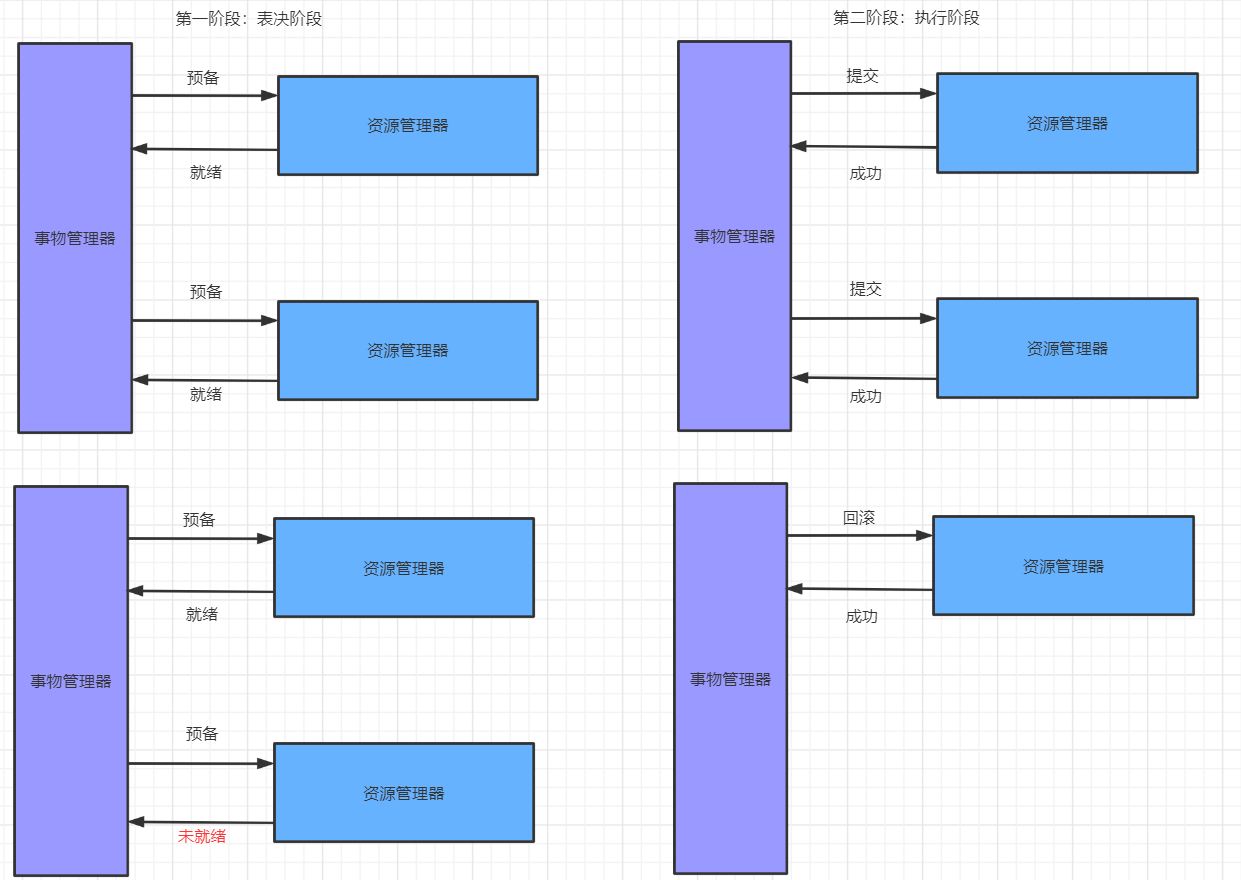 第一阶段：表决阶段
第二阶段：执行阶段
预备
资源管理器
就绪
事物管理器
预备
资源管理器
就绪
提交
资源管理器
成功
事物管理器
提交
资源管理器
成功
预备
资源管理器
就绪
事物管理器
预备
资源管理器
未就绪
回滚
资源管理器
成功
事物管理器